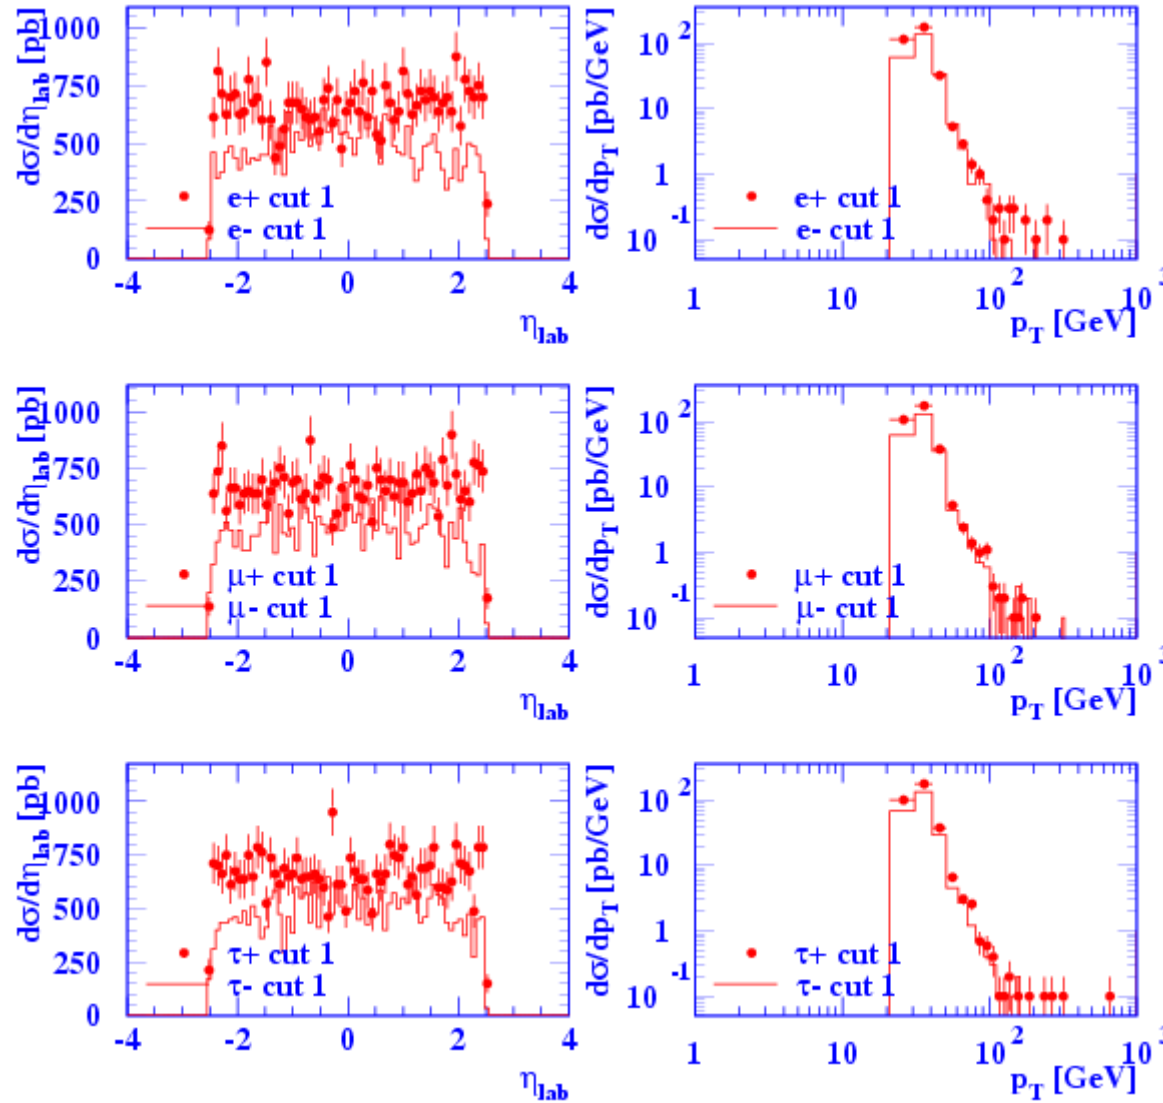 dσ/dη_lab [pb]
1000
750
500
250
0
e+ cut 1
e- cut 1
-4 -2 0 2 4
η_lab
dσ/dp_T [pb/GeV]
10^2
10
1
10^-1
e+ cut 1
e- cut 1
1 10 10^2 10^3
p_T [GeV]
dσ/dη_lab [pb]
1000
750
500
250
0
μ+ cut 1
μ- cut 1
-4 -2 0 2 4
η_lab
dσ/dp_T [pb/GeV]
10^2
10
1
10^-1
μ+ cut 1
μ- cut 1
1 10 10^2 10^3
p_T [GeV]
dσ/dη_lab [pb]
1000
750
500
250
0
τ+ cut 1
τ- cut 1
-4 -2 0 2 4
η_lab
dσ/dp_T [pb/GeV]
10^2
10
1
10^-1
τ+ cut 1
τ- cut 1
1 10 10^2 10^3
p_T [GeV]